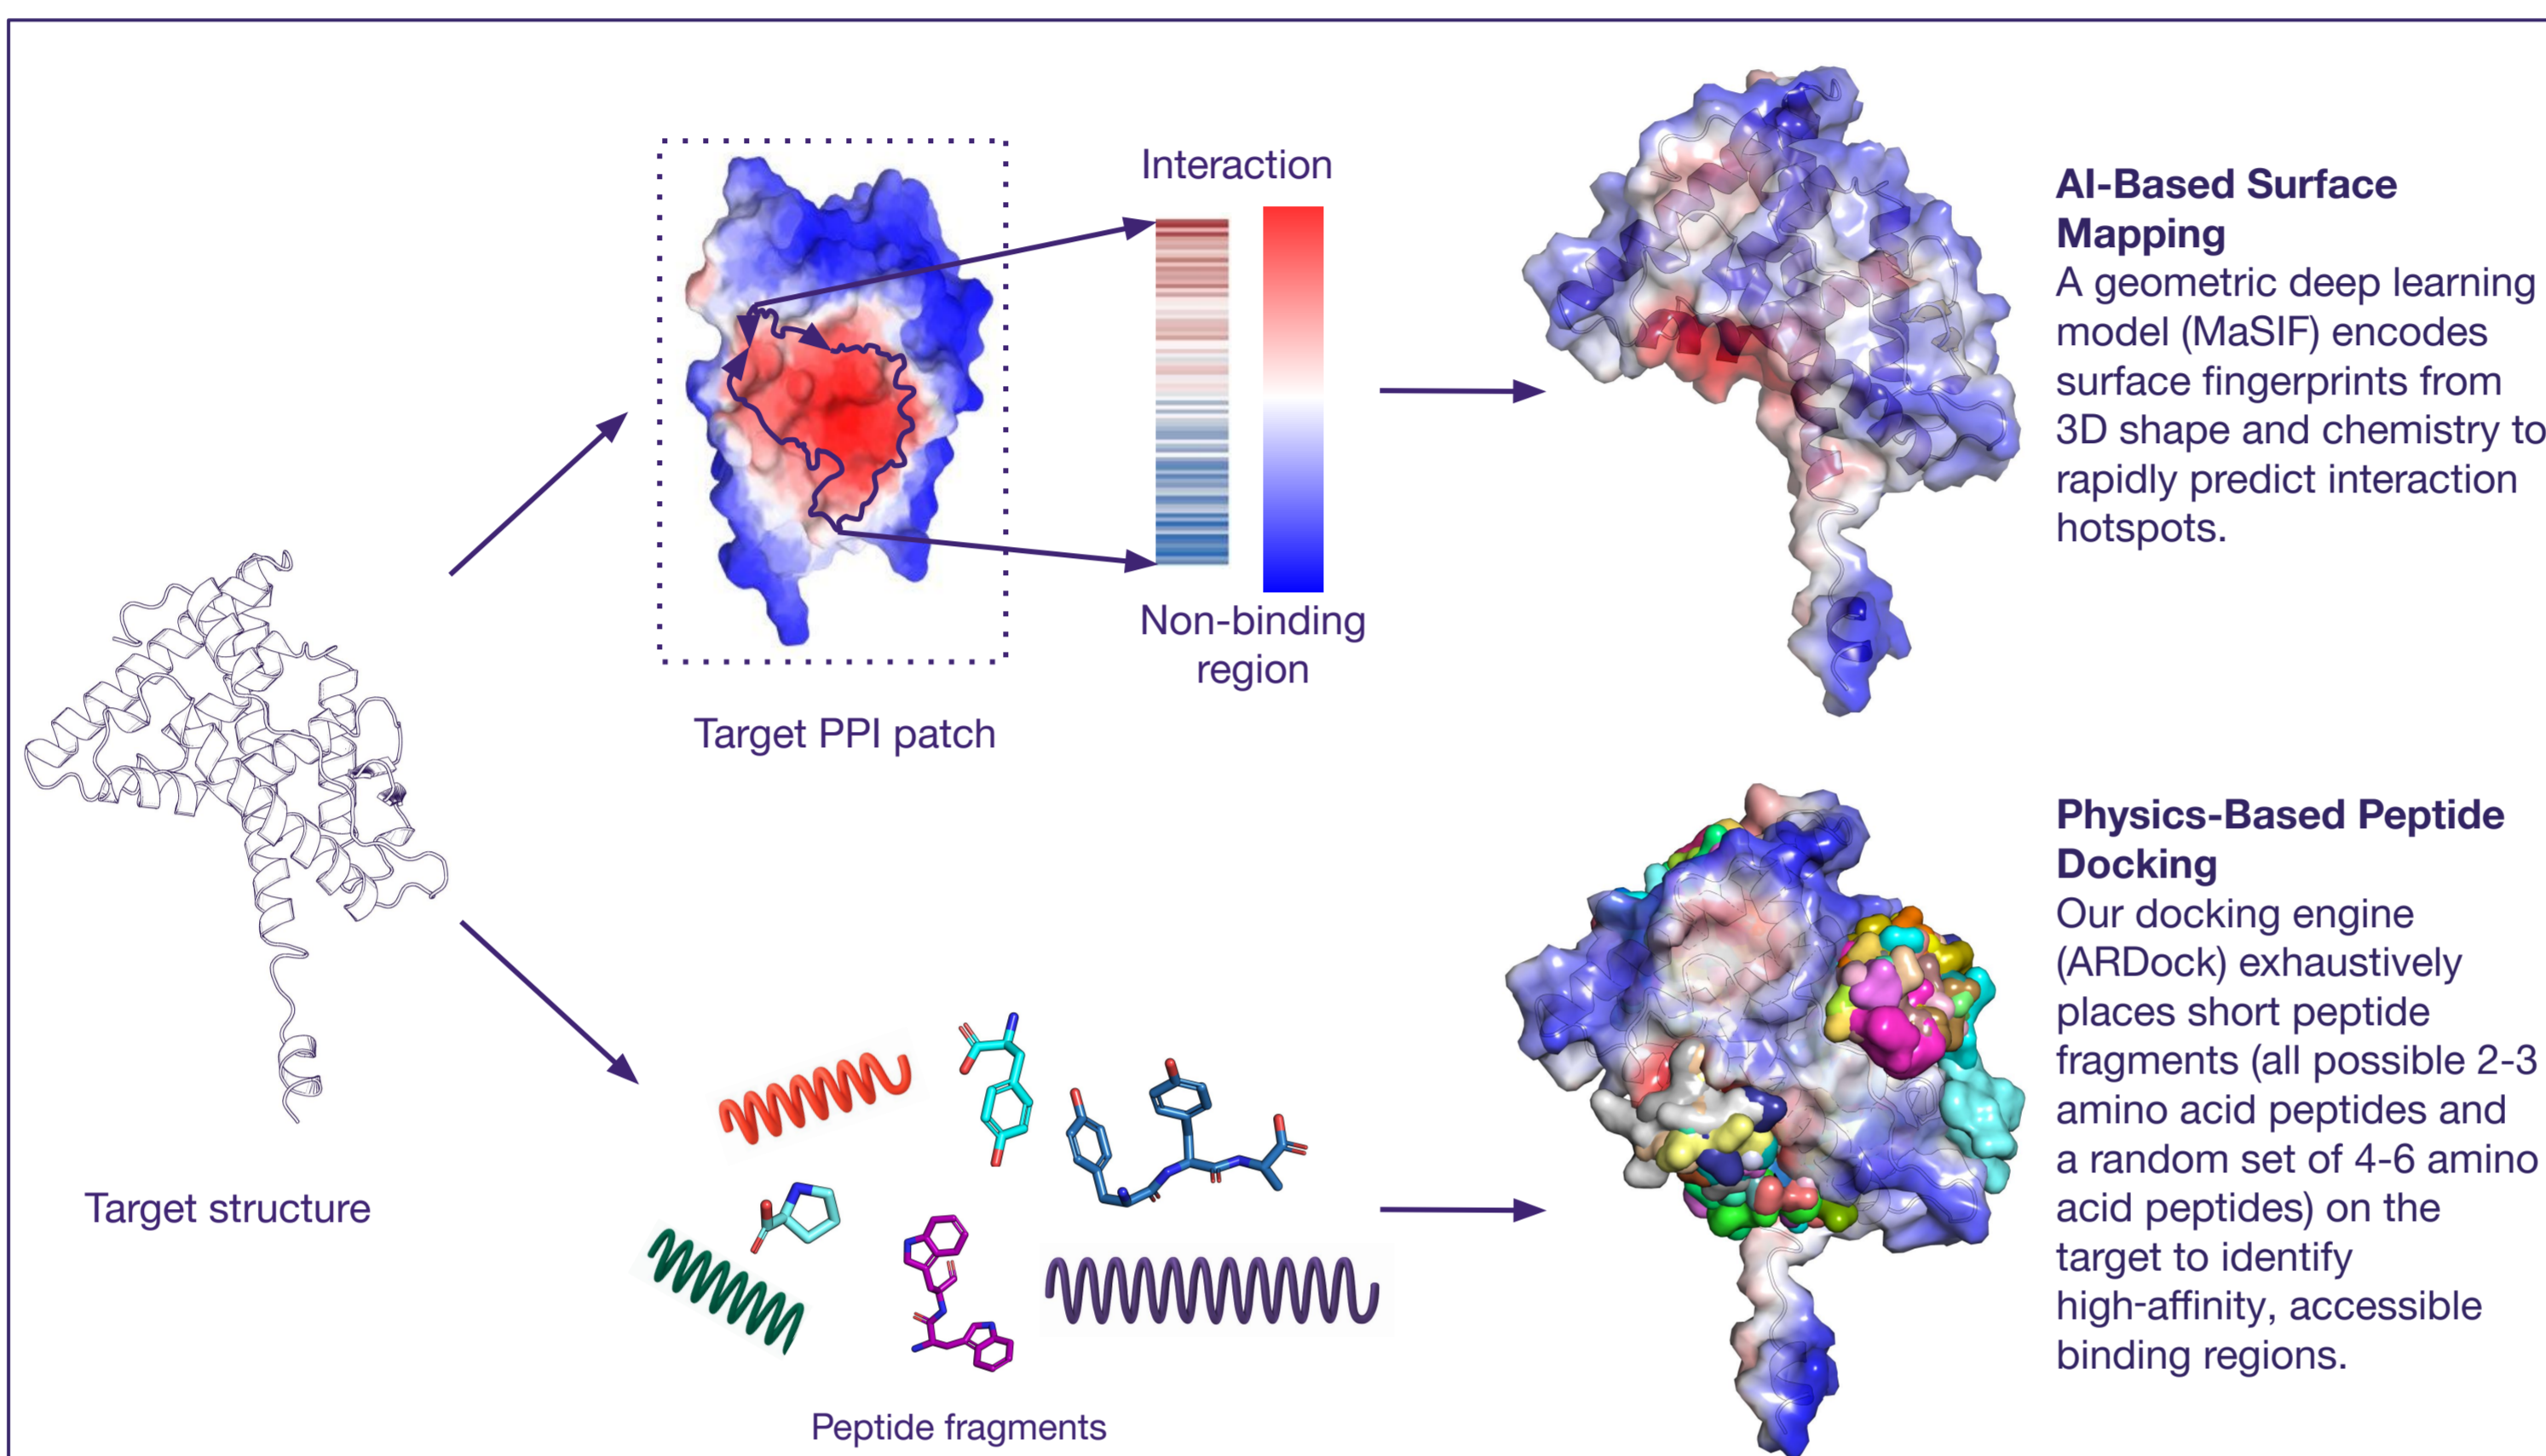 Interaction
Non-binding
region
Target PPI patch
AI-Based Surface
Mapping
A geometric deep learning
model (MaSIF) encodes
surface fingerprints from
3D shape and chemistry to
rapidly predict interaction
hotspots.
Target structure
Peptide fragments
Physics-Based Peptide
Docking
Our docking engine
(ARDock) exhaustively
places short peptide
fragments (all possible 2-3
amino acid peptides and
a random set of 4-6 amino
acid peptides) on the
target to identify
high-affinity, accessible
binding regions.